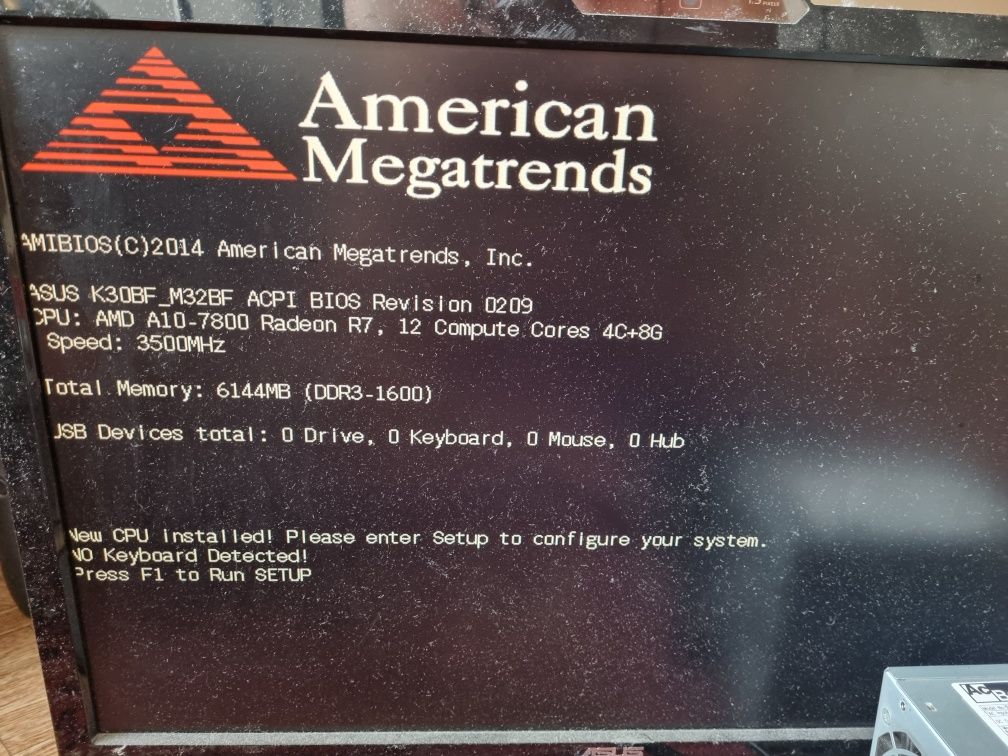 American
Megatrends
AMIBIOS(C)2014 American Megatrends, Inc.
ASUS K30BF_M32BF ACPI BIOS Revision 0209
CPU: AMD A10-7800 Radeon R7, 12 Compute Cores 4C+8G
Speed: 3500MHz
Total Memory: 6144MB (DDR3-1600)
USB Devices total: 0 Drive, 0 Keyboard, 0 Mouse, 0 Hub
New CPU installed! Please enter Setup to configure your system.
NO Keyboard Detected!
Press F1 to Run SETUP